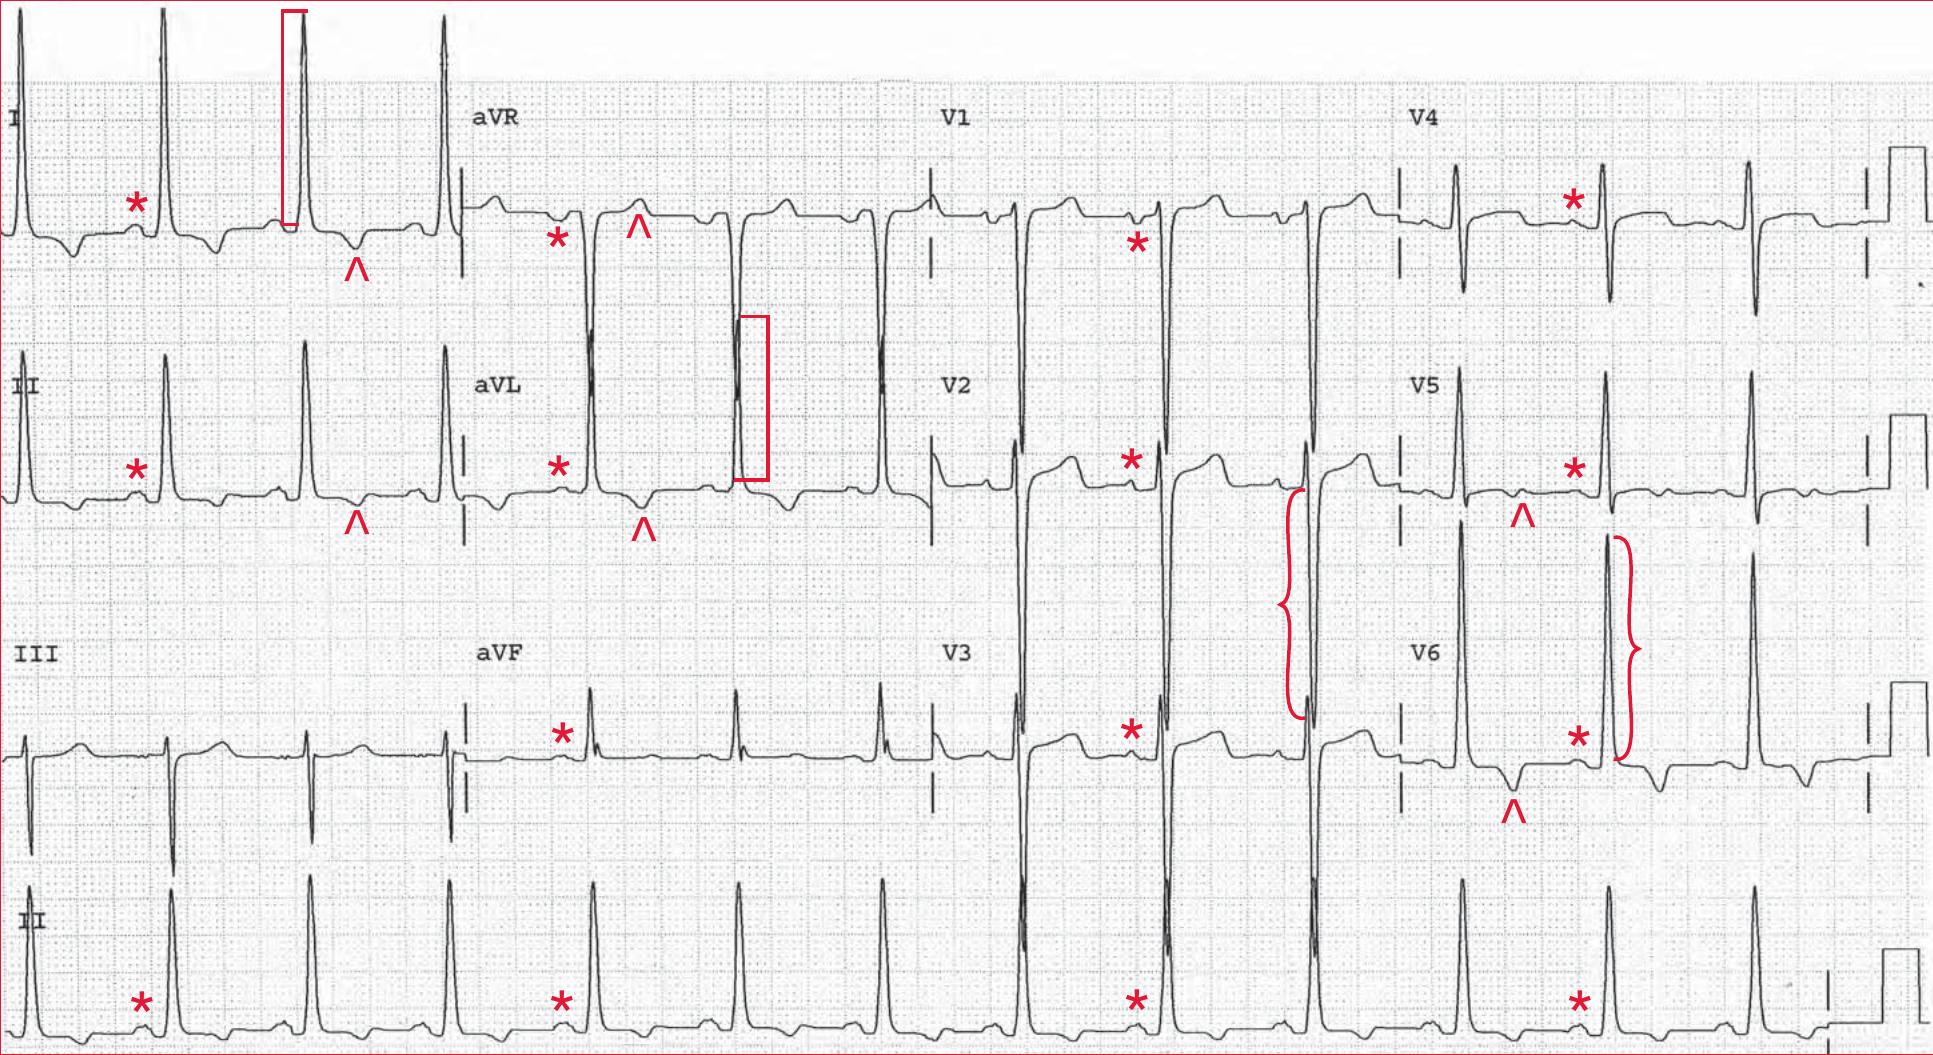 I aVR V1 V4
* * * *
^ ^
II aVL V2 V5
* * * *
^ ^ ^
III aVF V3 V6
* * *
^
II
* * * *